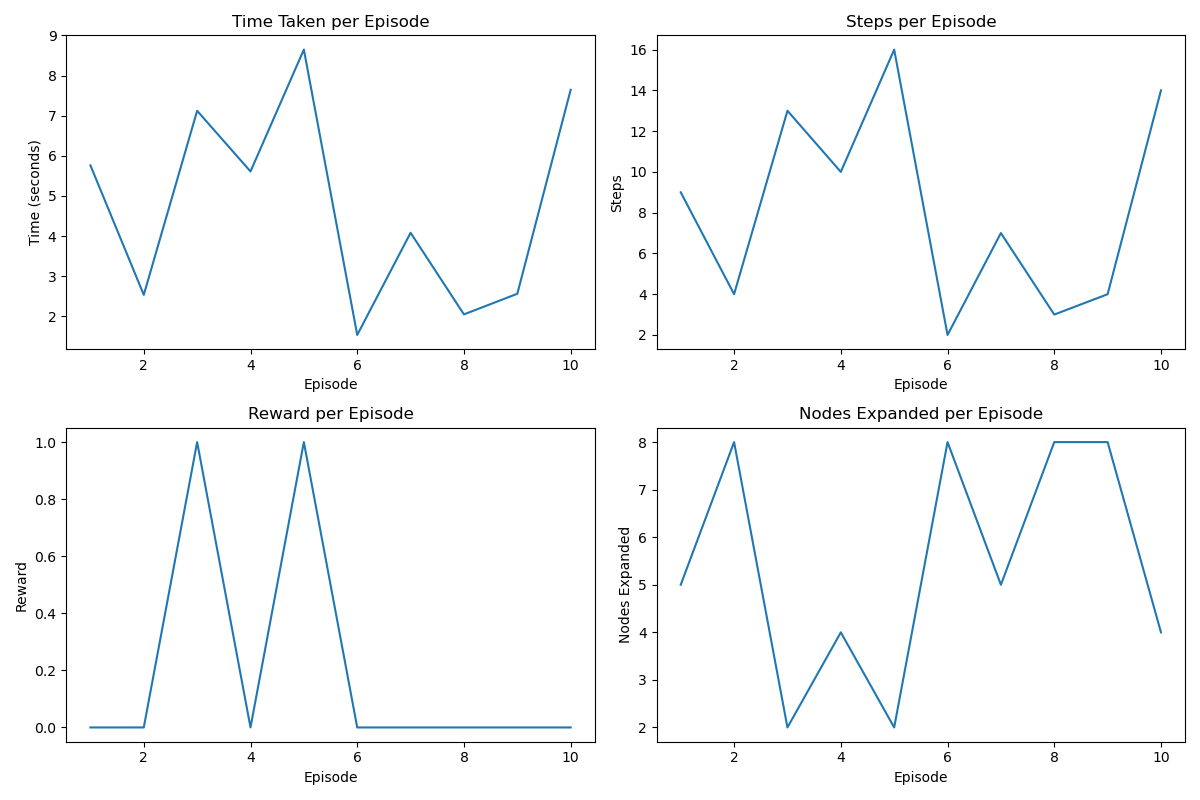 Time Taken per Episode
Time (seconds)
9
8
7
6
5
4
3
2
2 4 6 8 10
Episode
Steps per Episode
Steps
16
14
12
10
8
6
4
2
2 4 6 8 10
Episode
Reward per Episode
Reward
1.0
0.8
0.6
0.4
0.2
0.0
2 4 6 8 10
Episode
Nodes Expanded per Episode
Nodes Expanded
8
7
6
5
4
3
2
2 4 6 8 10
Episode